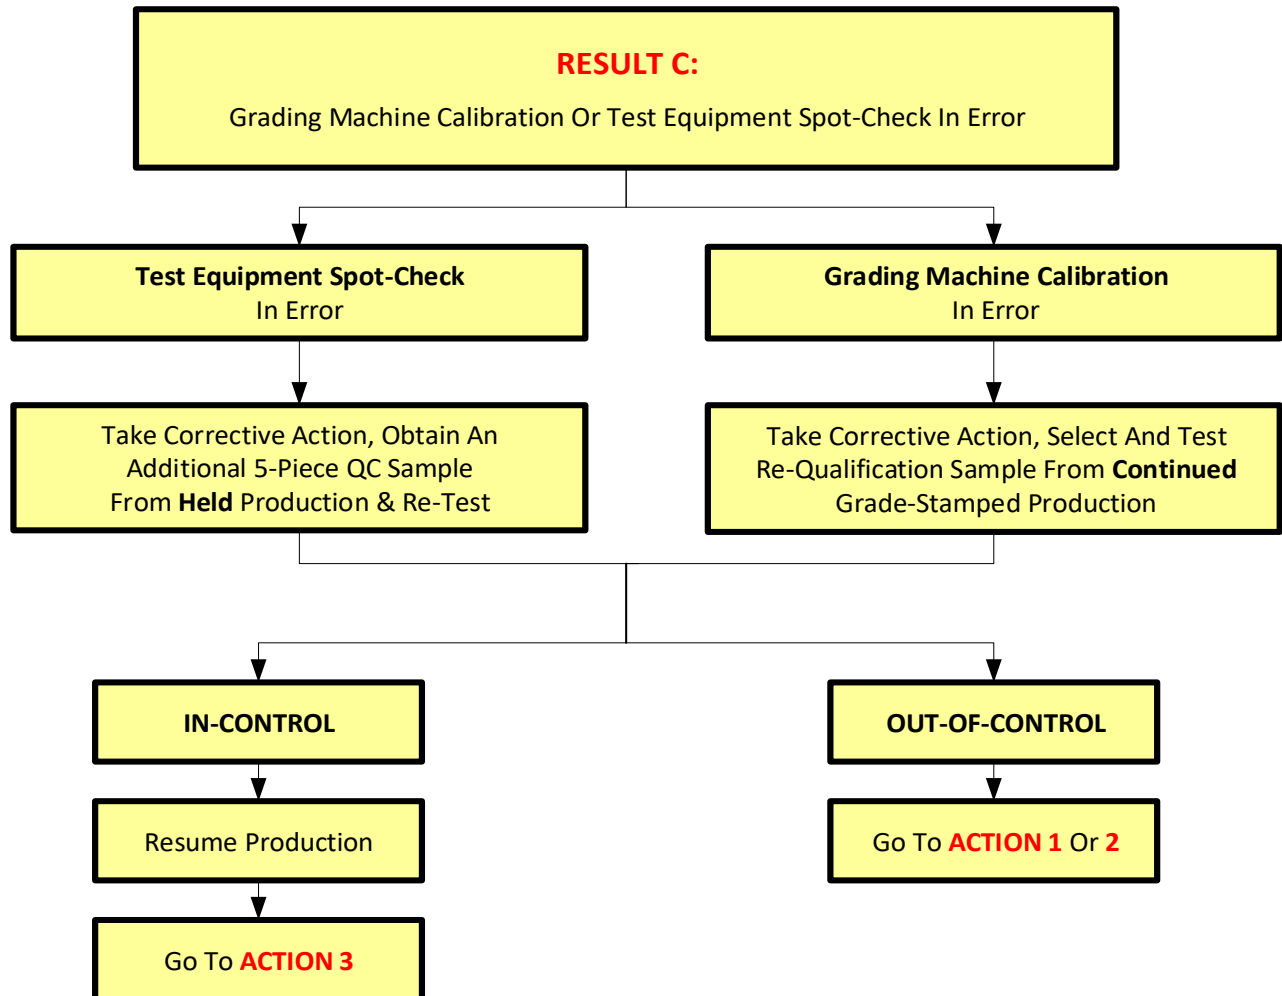 RESULT C:
Grading Machine Calibration Or Test Equipment Spot-Check In Error
Test Equipment Spot-Check
In Error
Grading Machine Calibration
In Error
Take Corrective Action, Obtain An
Additional 5-Piece QC Sample
From Held Production & Re-Test
Take Corrective Action, Select And Test
Re-Qualification Sample From Continued
Grade-Stamped Production
IN-CONTROL
OUT-OF-CONTROL
Resume Production
Go To ACTION 1 Or 2
Go To ACTION 3